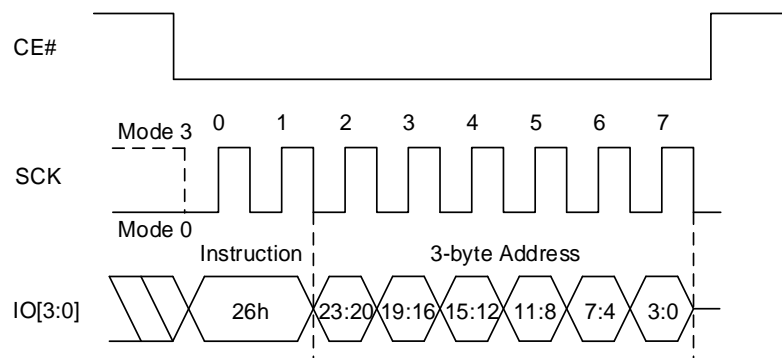 CE#
Mode 3
0 1 2 3 4 5 6 7
SCK
Mode 0
Instruction 3-byte Address
IO[3:0] 26h 23:20 19:16 15:12 11:8 7:4 3:0